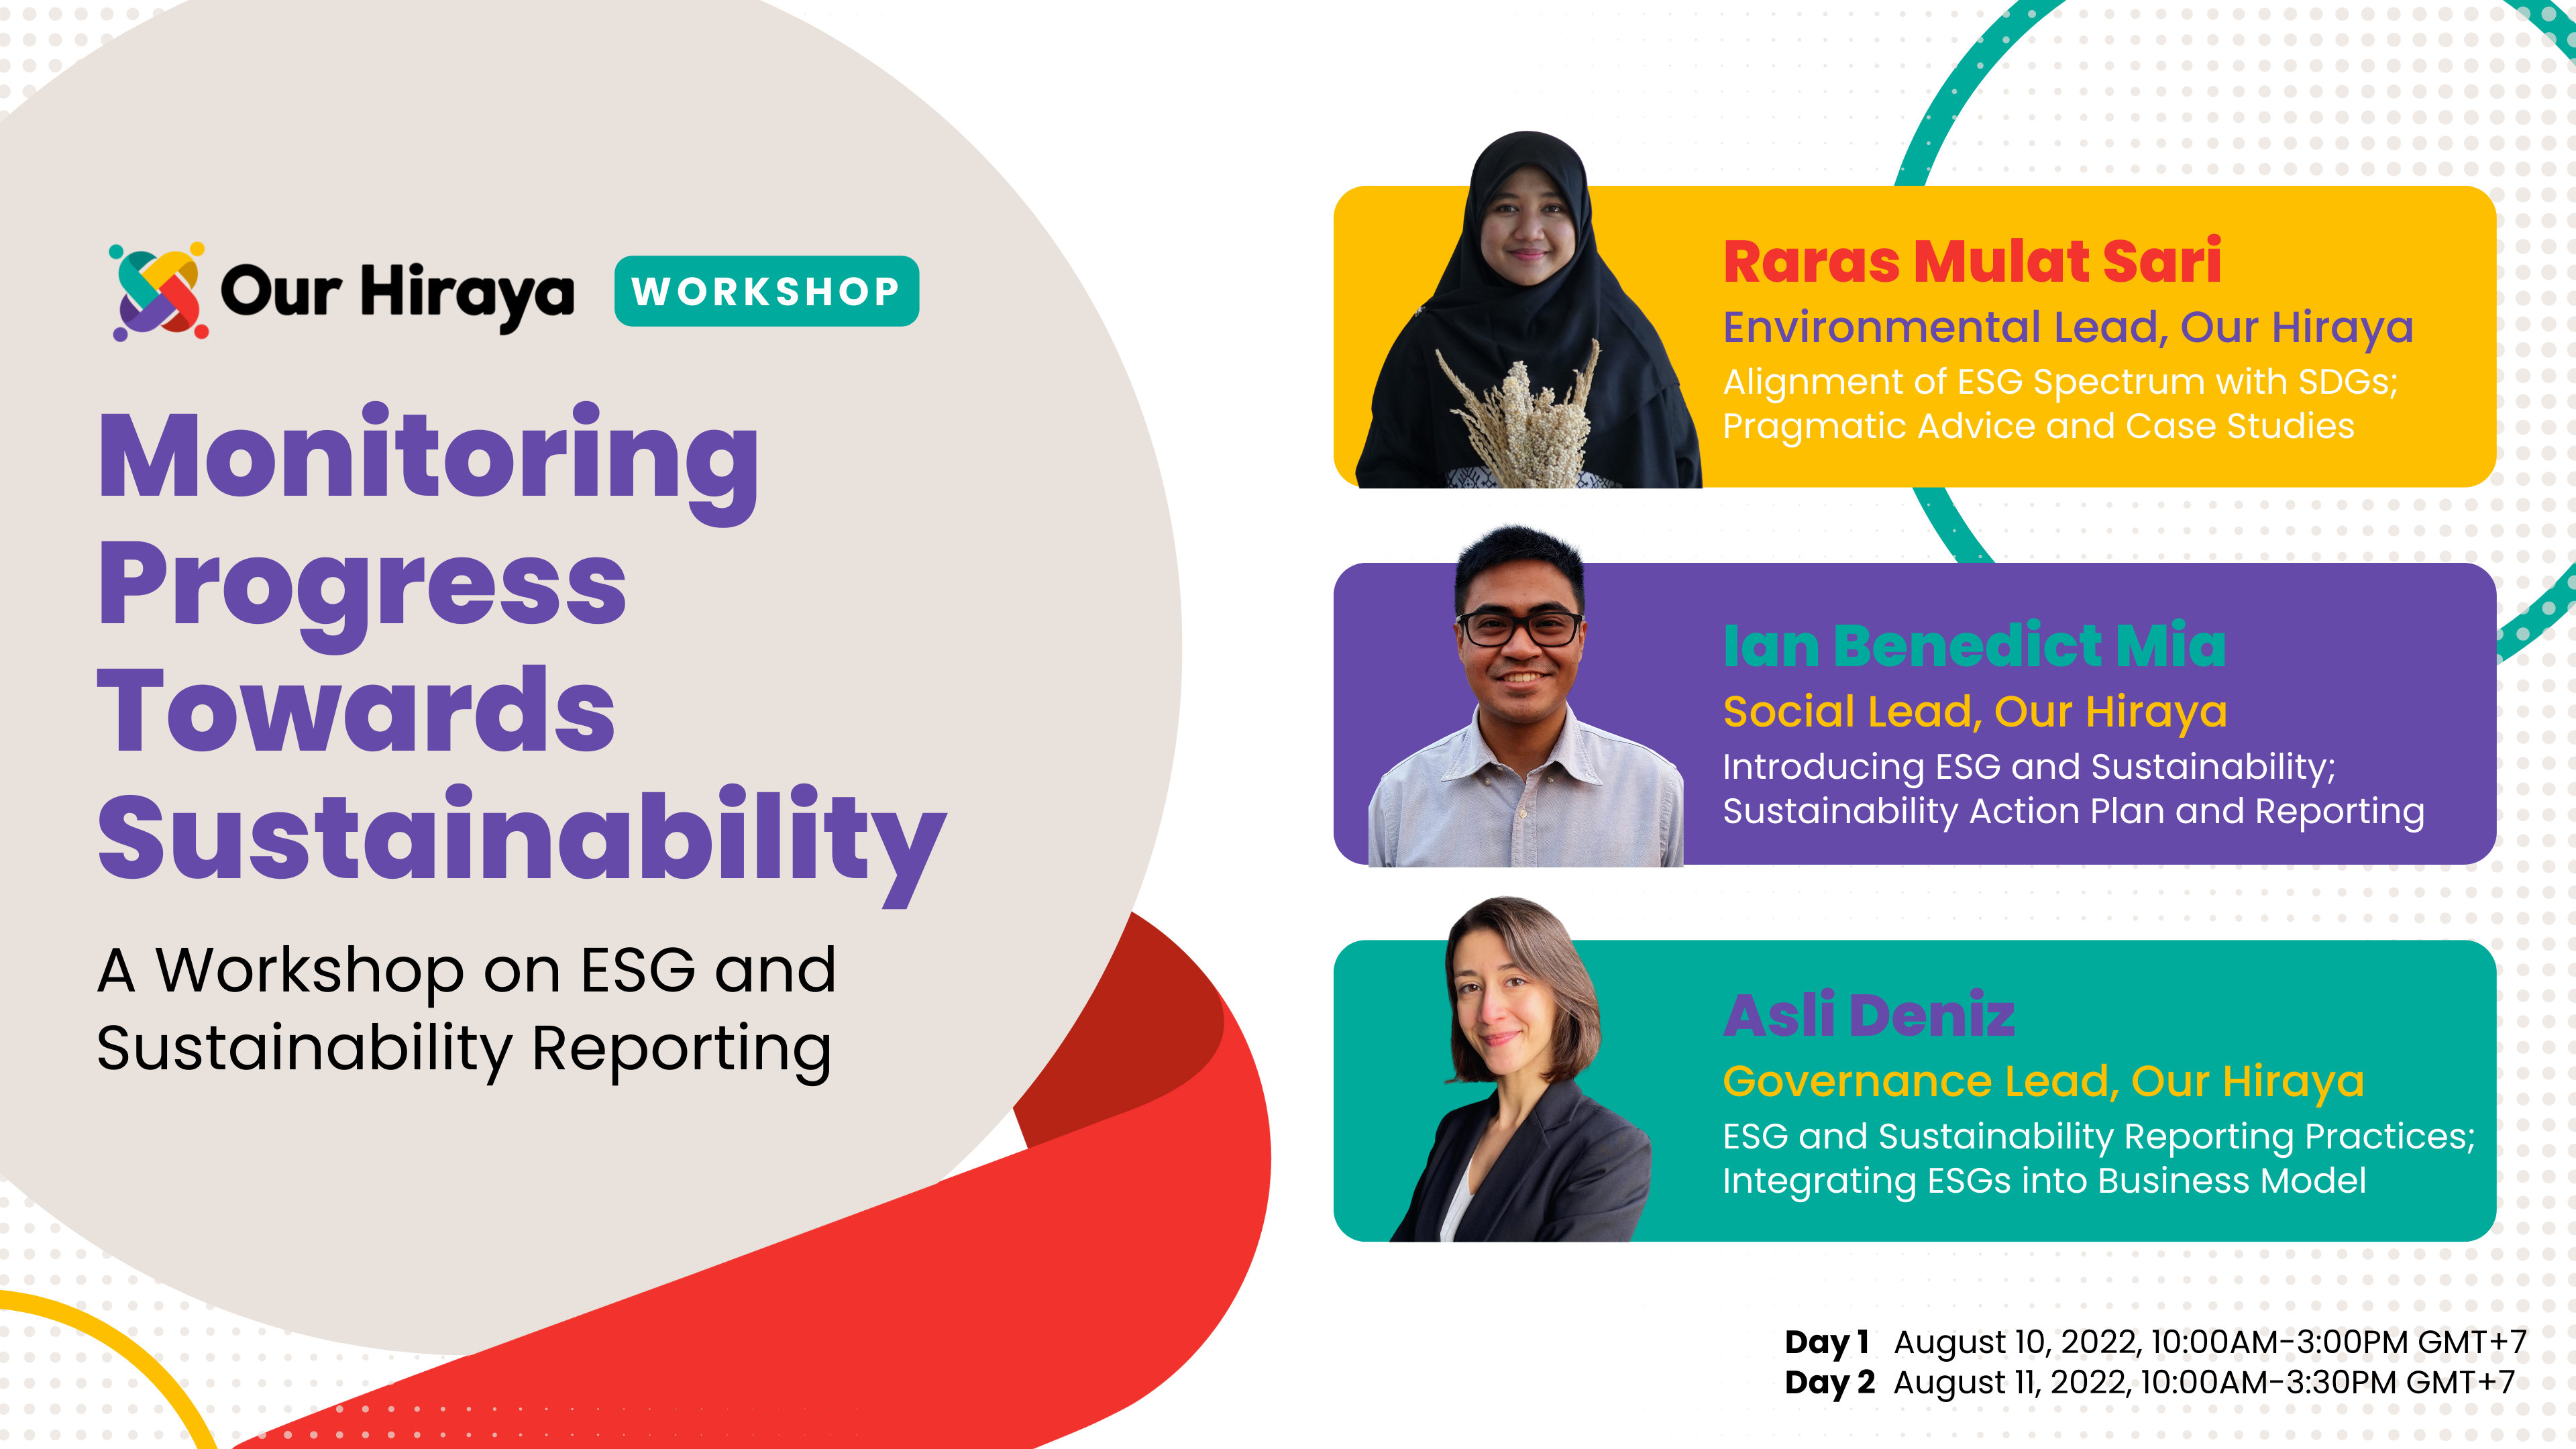 Our Hiraya WORKSHOP
Monitoring
Progress
Towards
Sustainability
A Workshop on ESG and
Sustainability Reporting
Raras Mulat Sari
Environmental Lead, Our Hiraya
Alignment of ESG Spectrum with SDGs;
Pragmatic Advice and Case Studies
Ian Benedict Mia
Social Lead, Our Hiraya
Introducing ESG and Sustainability;
Sustainability Action Plan and Reporting
Asli Deniz
Governance Lead, Our Hiraya
ESG and Sustainability Reporting Practices;
Integrating ESGs into Business Model
Day 1 August 10, 2022, 10:00AM-3:00PM GMT+7
Day 2 August 11, 2022, 10:00AM-3:30PM GMT+7